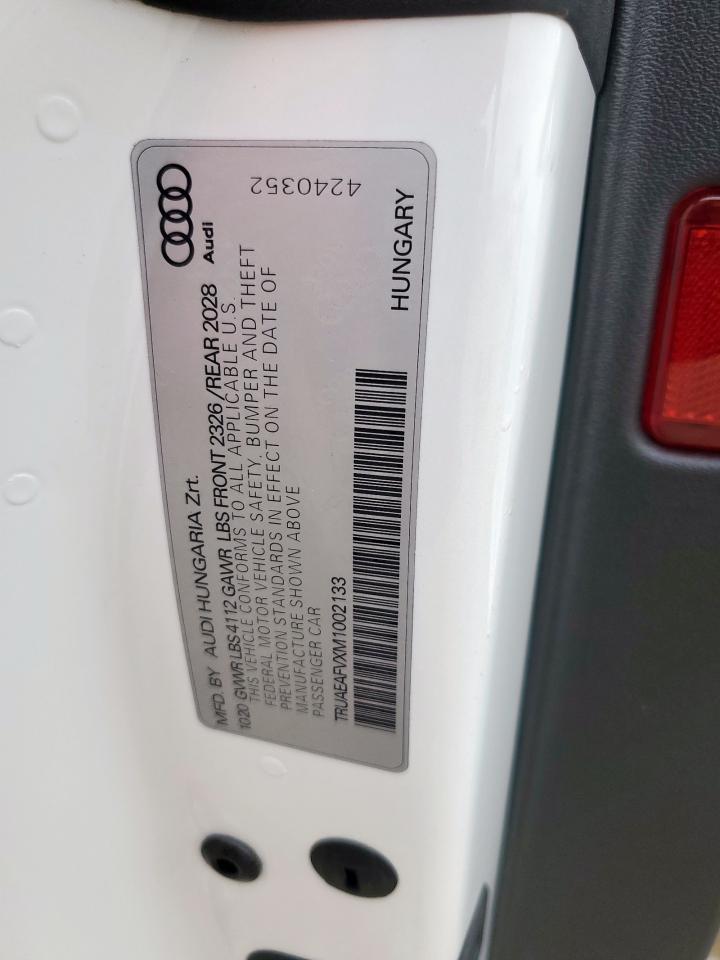 4240352
Audi
HUNGARY
MFD. BY AUDI HUNGARIA Zrt.
10.20 GVWR LBS 4112 GAWR LBS FRONT 2326 /REAR 2028
THIS VEHICLE CONFORMS TO ALL APPLICABLE U.S.
FEDERAL MOTOR VEHICLE SAFETY, BUMPER AND THEFT
PREVENTION STANDARDS IN EFFECT ON THE DATE OF
MANUFACTURE SHOWN ABOVE
PASSENGER CAR
TRUAEAFVXM1002133